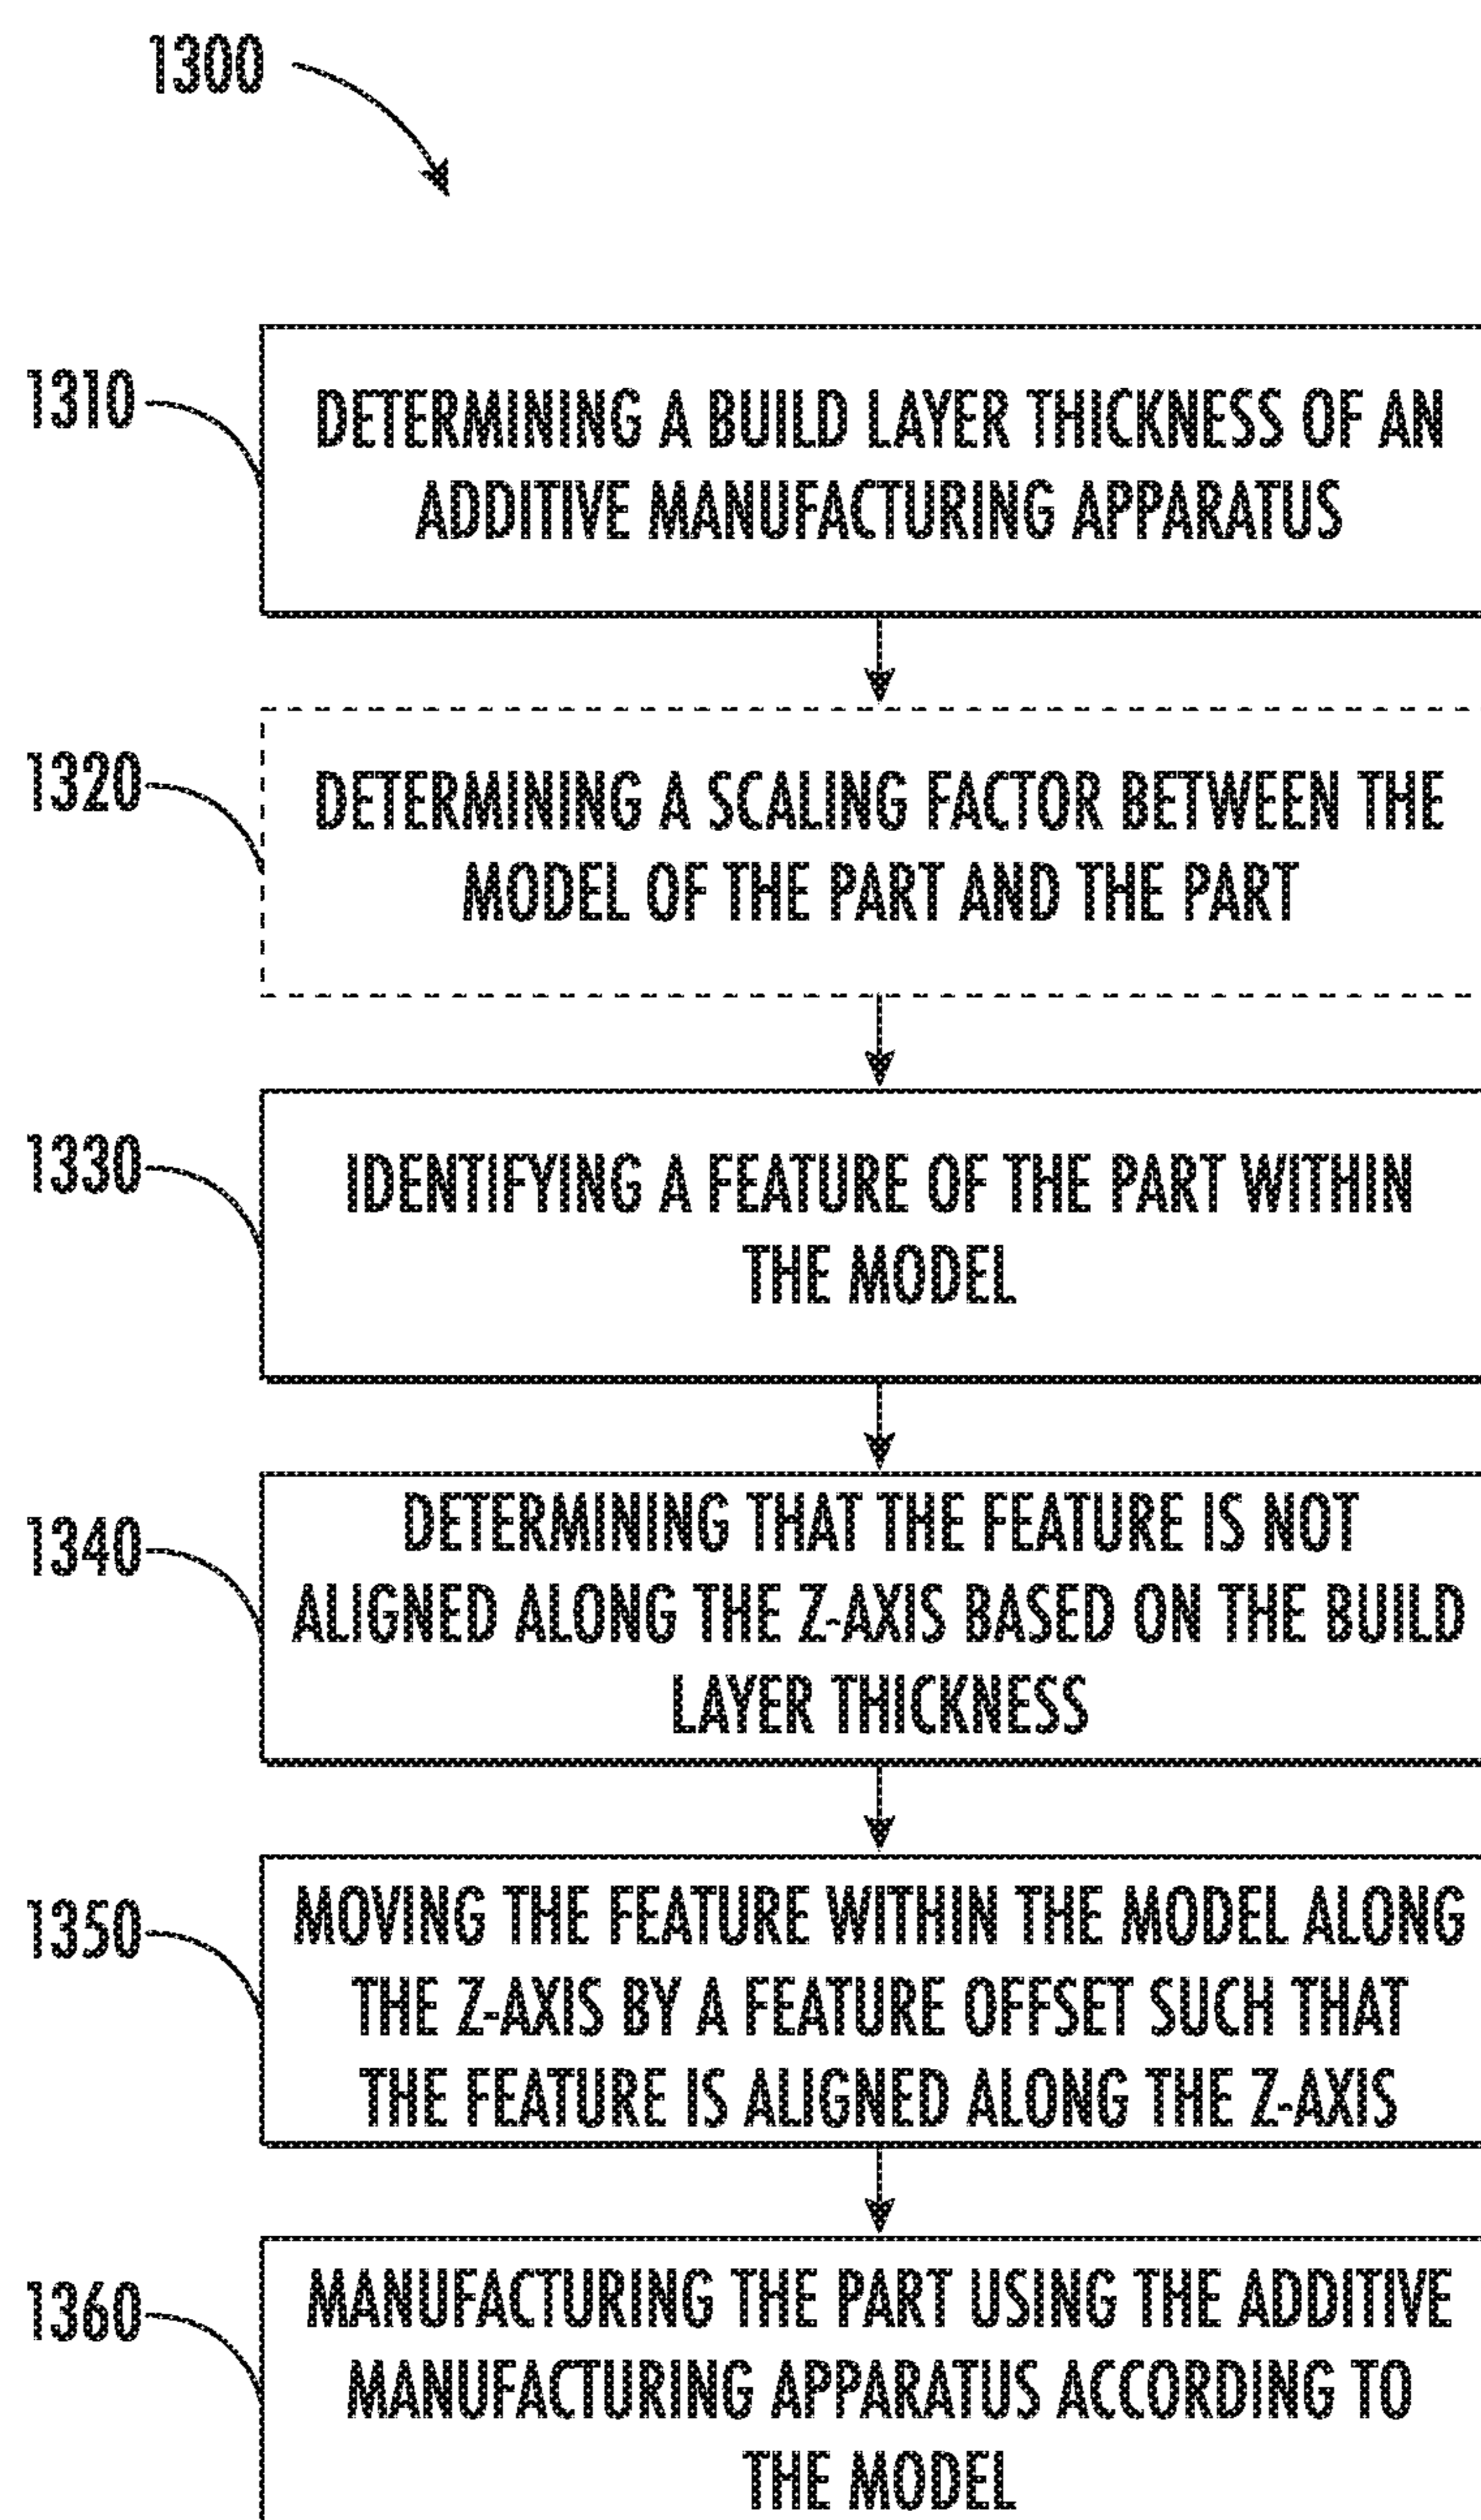 1300
1310
DETERMINING A BUILD LAYER THICKNESS OF AN
ADDITIVE MANUFACTURING APPARATUS
1320
DETERMINING A SCALING FACTOR BETWEEN THE
MODEL OF THE PART AND THE PART
1330
IDENTIFYING A FEATURE OF THE PART WITHIN
THE MODEL
1340
DETERMINING THAT THE FEATURE IS NOT
ALIGNED ALONG THE Z-AXIS BASED ON THE BUILD
LAYER THICKNESS
1350
MOVING THE FEATURE WITHIN THE MODEL ALONG
THE Z-AXIS BY A FEATURE OFFSET SUCH THAT
THE FEATURE IS ALIGNED ALONG THE Z-AXIS
1360
MANUFACTURING THE PART USING THE ADDITIVE
MANUFACTURING APPARATUS ACCORDING TO
THE MODEL